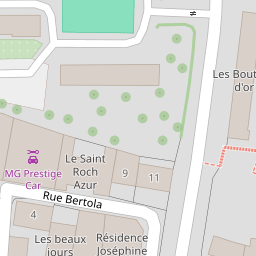 Les Bout
d'or
Le Saint
Roch
Azur
MG Prestige
Car
9
11
Rue Bertola
4
Les beaux
jours
Résidence
Joséphine